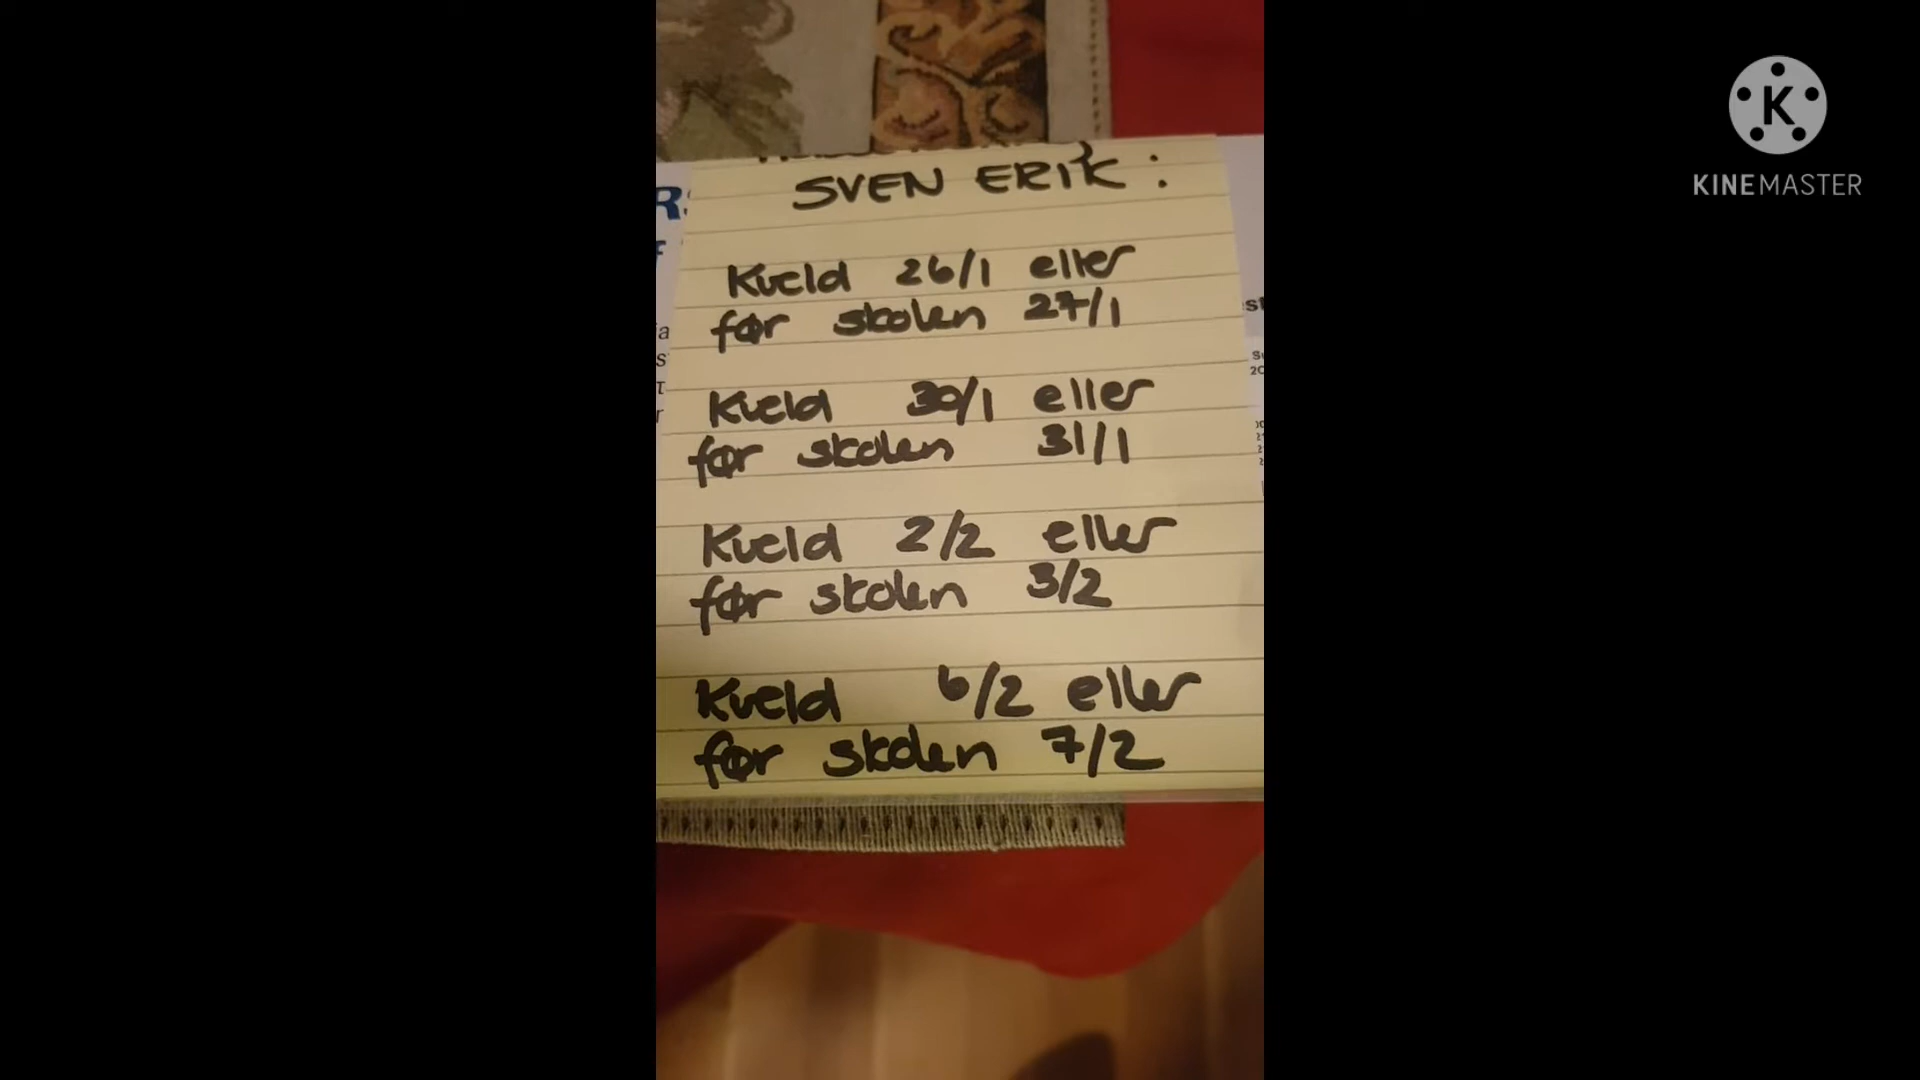 SVEN ERIK :
Kveld 26/1 eller
før skolen 27/1
Kveld 30/1 eller
før skolen 31/1
Kveld 2/2 eller
før skolen 3/2
Kveld 6/2 eller
før skolen 7/2
K
KINEMASTER